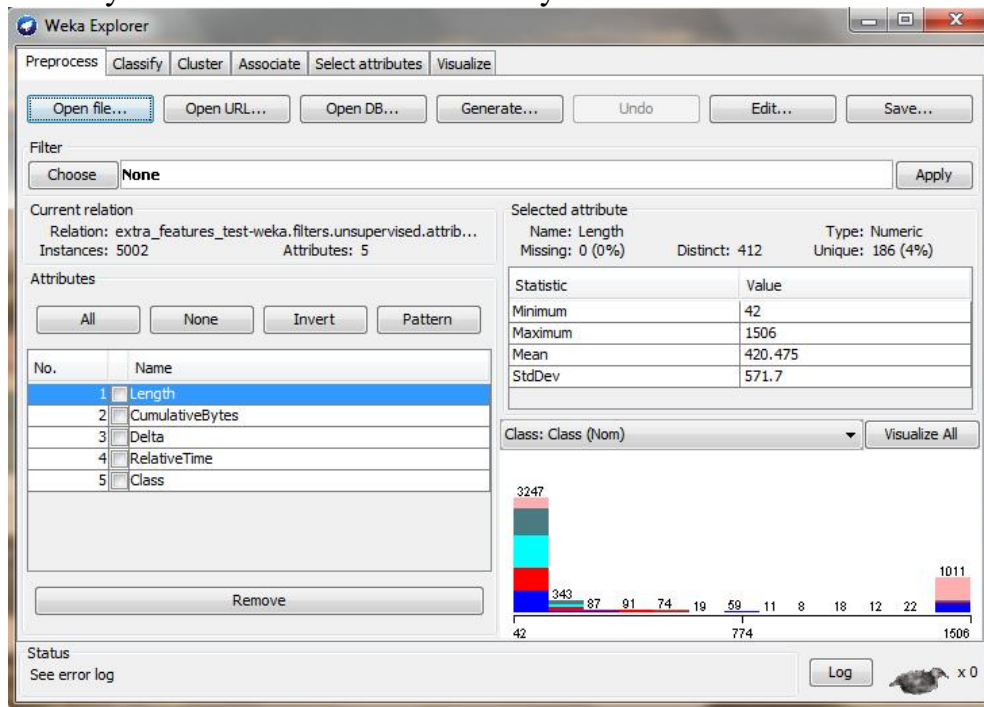 Weka Explorer
Preprocess Classify Cluster Associate Select attributes Visualize
Open file... Open URL... Open DB... Generate... Undo Edit... Save...
Filter
Choose None Apply
Current relation
Relation: extra_features_test-weka.filters.unsupervised.attrib...
Instances: 5002 Attributes: 5
Attributes
All None Invert Pattern
No. Name
1 Length
2 CumulativeBytes
3 Delta
4 RelativeTime
5 Class
Remove
Selected attribute
Name: Length Type: Numeric
Missing: 0 (0%) Distinct: 412 Unique: 186 (4%)
Statistic Value
Minimum 42
Maximum 1506
Mean 420.475
StdDev 571.7
Class: Class (Nom) Visualize All
3247 343 87 91 74 19 59 11 8 18 12 22 1011
42 774 1506
Status
See error log
Log x 0